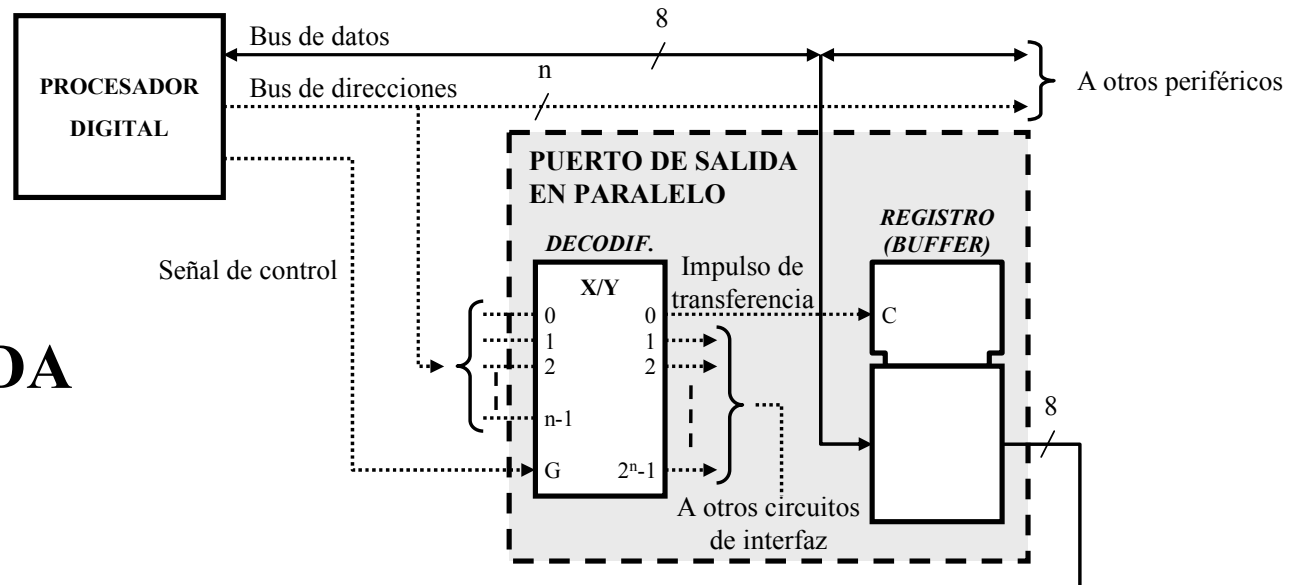 8
Bus de datos
PROCESADOR
DIGITAL
n
Bus de direcciones
A otros periféricos
PUERTO DE SALIDA
EN PARALELO
REGISTRO
(BUFFER)
DECODIF.
Señal de control
X/Y
Impulso de
transferencia
0
0
C
1
1
2
2
DA
n-1
8
G
2ⁿ-1
A otros circuitos
de interfaz